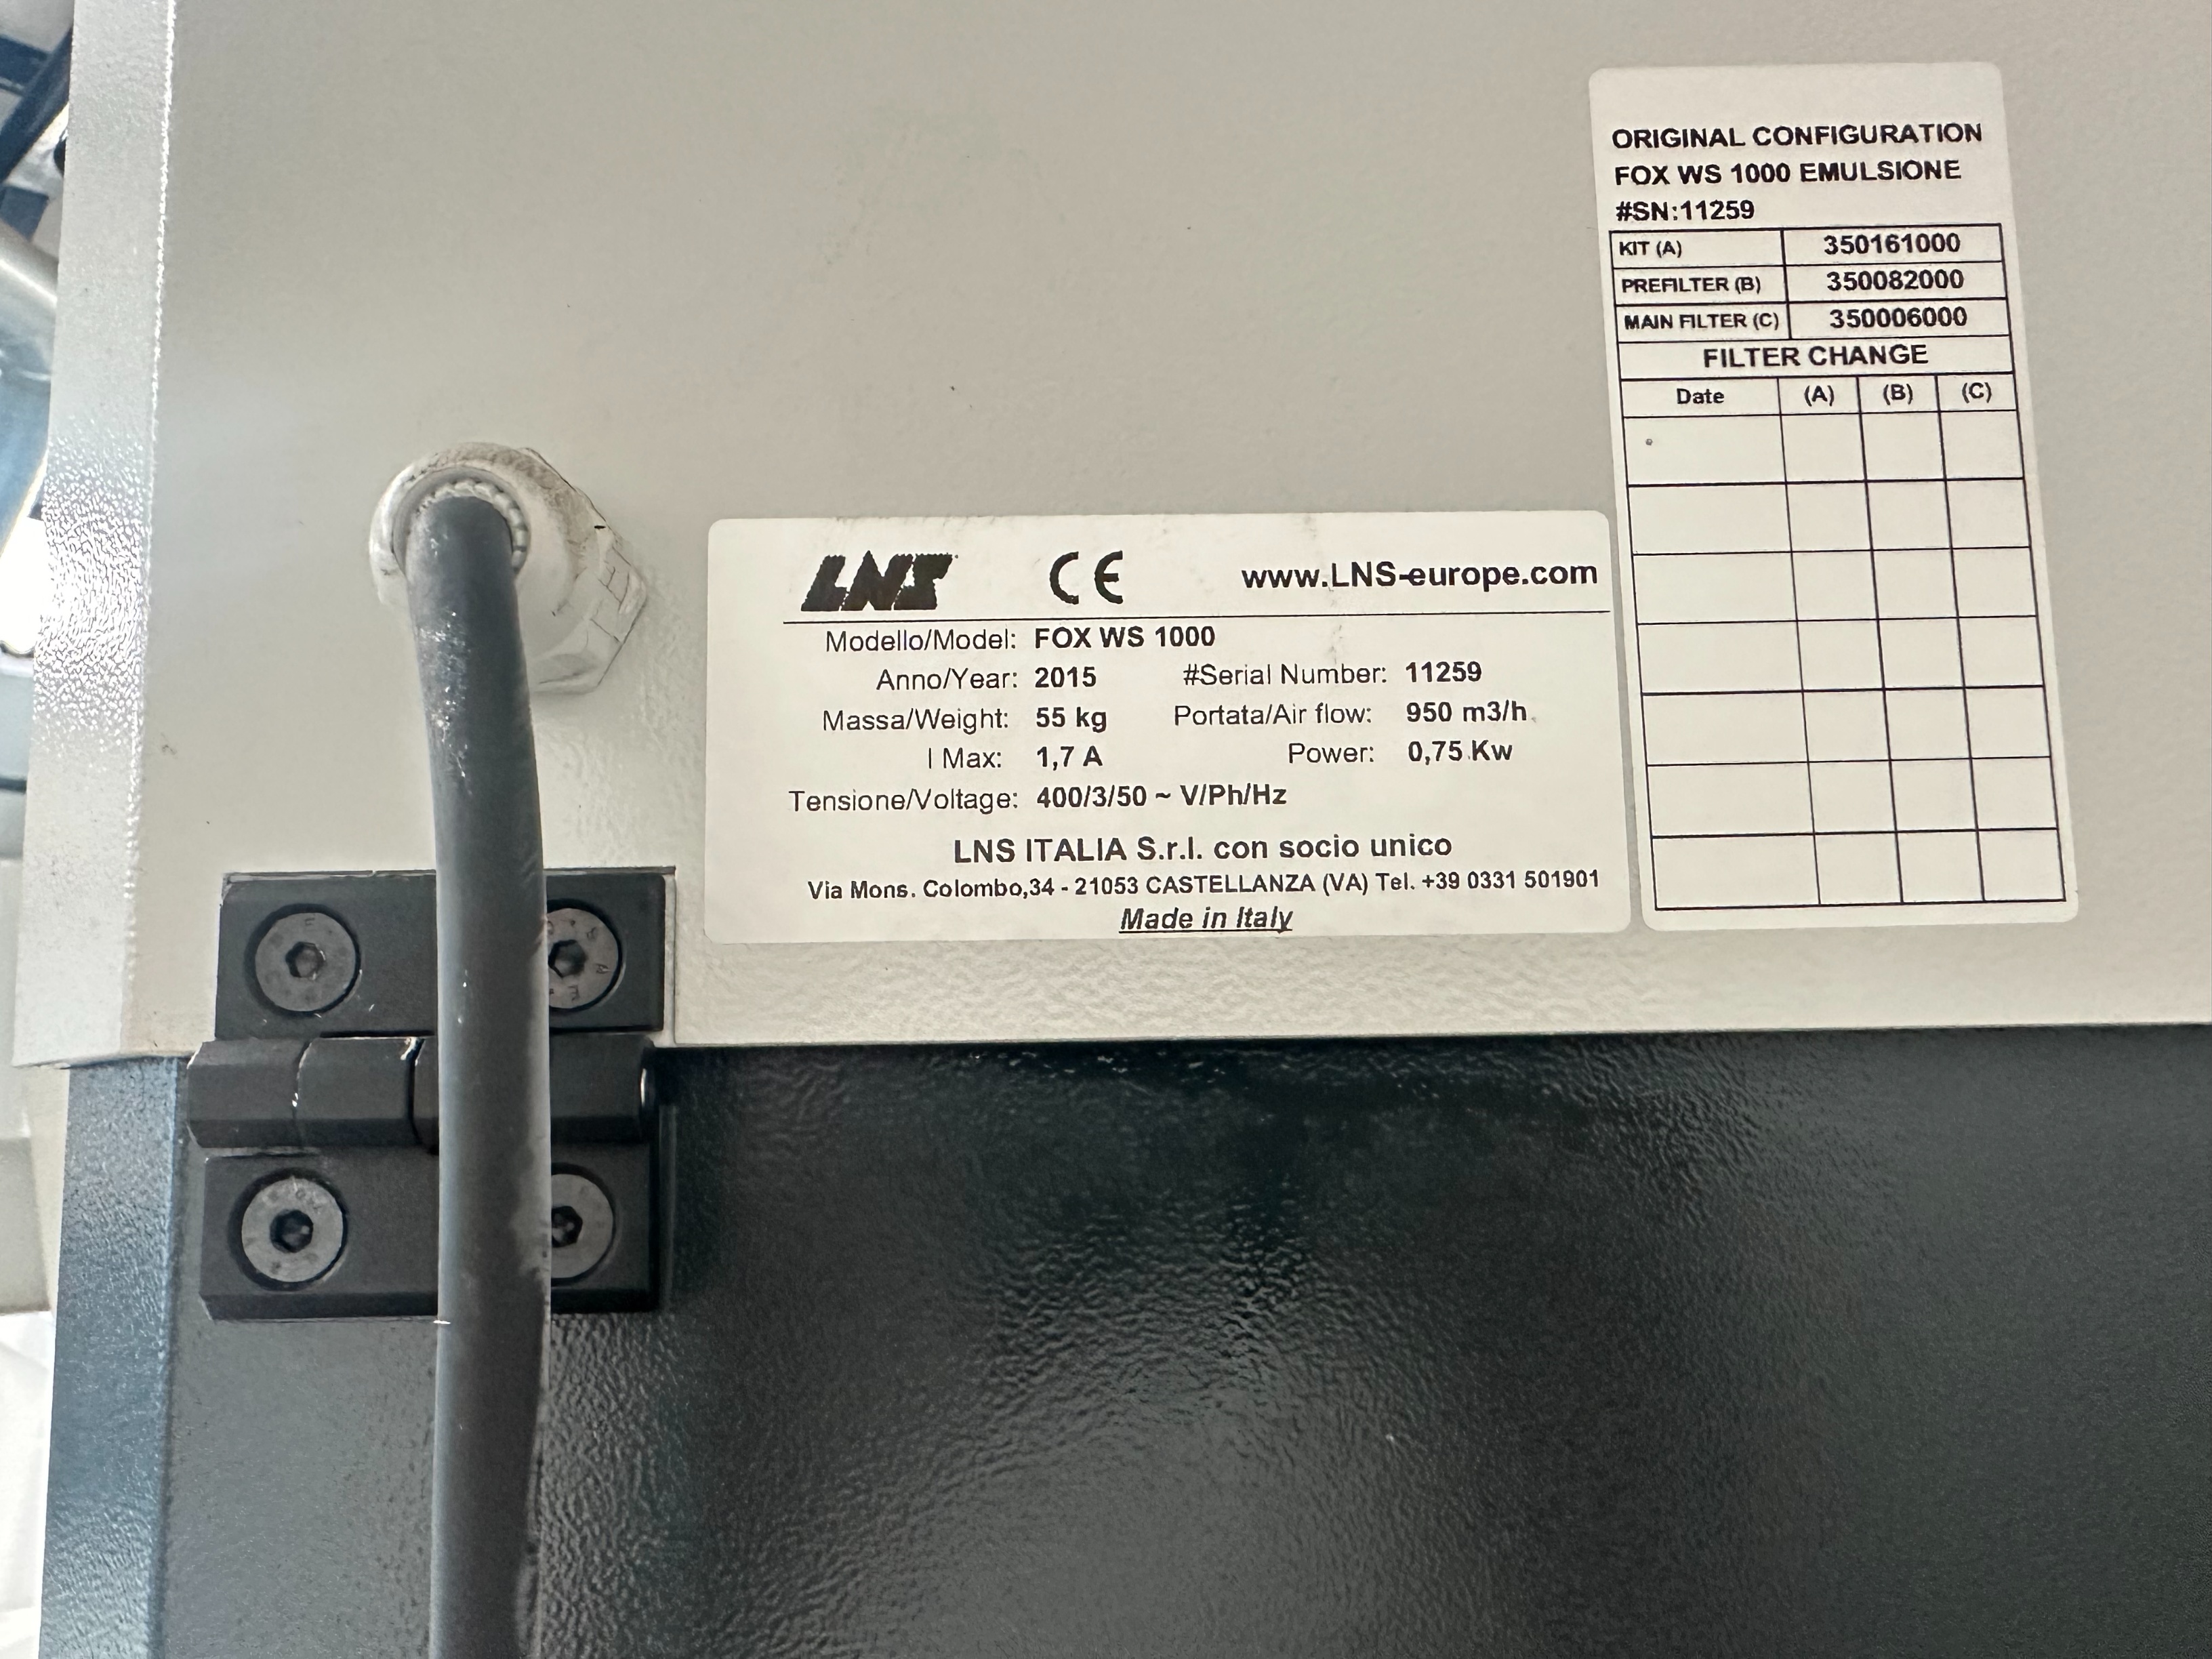 LNS CE www.LNS-europe.com
Modello/Model: FOX WS 1000
Anno/Year: 2015 #Serial Number: 11259
Massa/Weight: 55 kg Portata/Air flow: 950 m3/h
I Max: 1,7 A Power: 0,75 Kw
Tensione/Voltage: 400/3/50 ~ V/Ph/Hz
LNS ITALIA S.r.l. con socio unico
Via Mons. Colombo,34 - 21053 CASTELLANZA (VA) Tel. +39 0331 501901
Made in Italy
ORIGINAL CONFIGURATION
FOX WS 1000 EMULSIONE
#SN:11259
KIT (A) 350161000
PREFILTER (B) 350082000
MAIN FILTER (C) 350006000
FILTER CHANGE
Date (A) (B) (C)